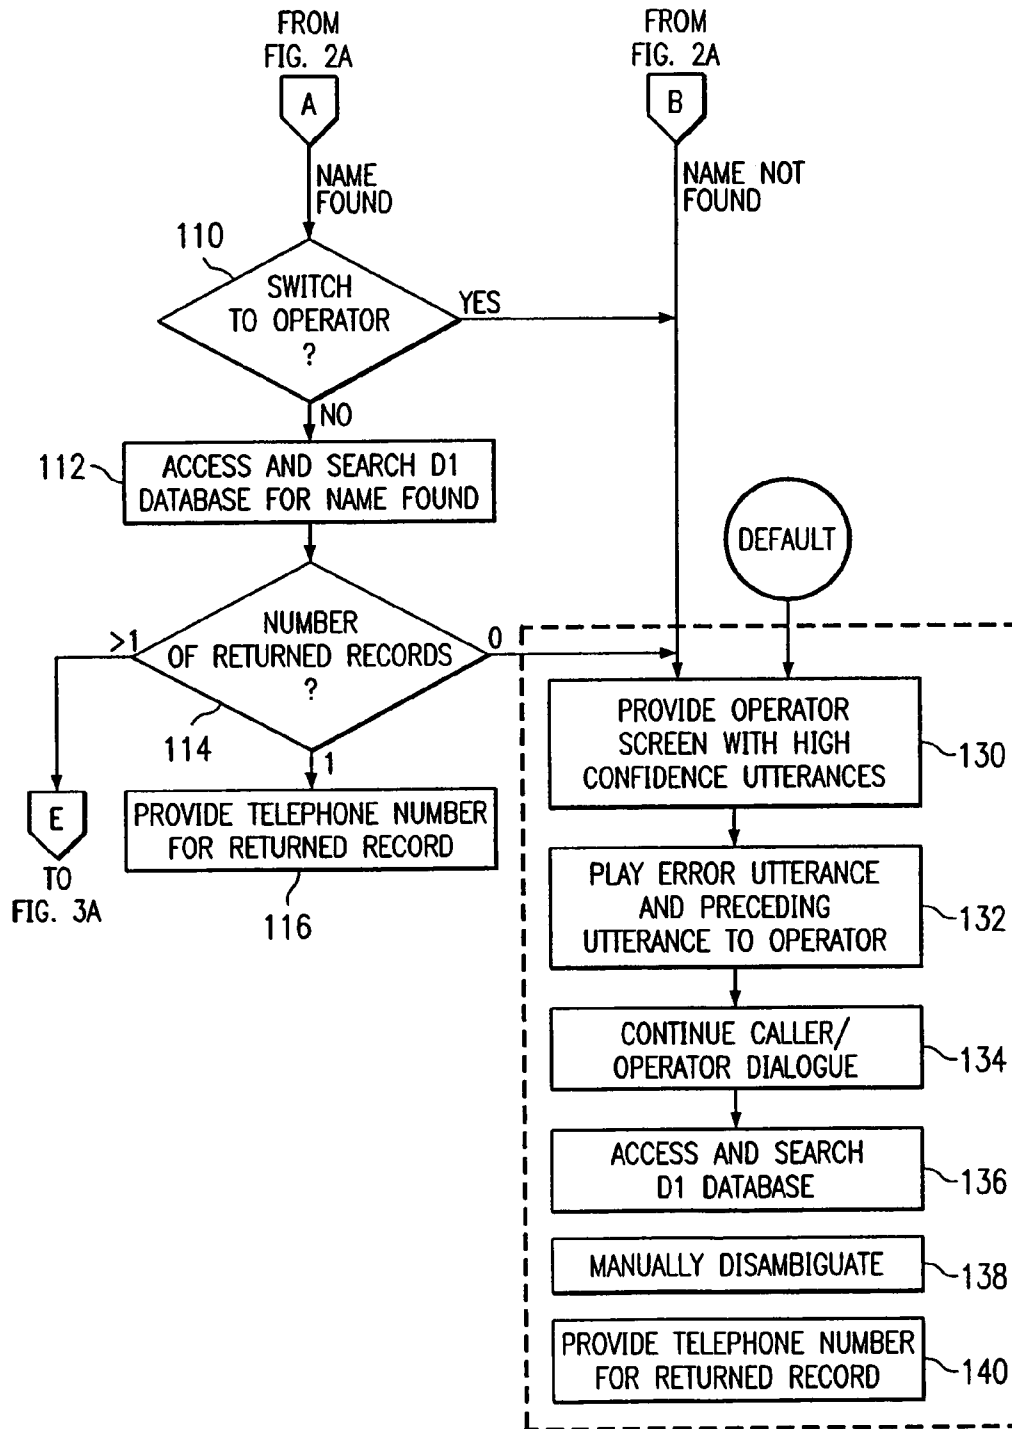 FROM
FIG. 2A
A
NAME
FOUND
110
SWITCH
TO OPERATOR
?
YES
NO
112
ACCESS AND SEARCH D1
DATABASE FOR NAME FOUND
NUMBER
OF RETURNED RECORDS
?
>1
0
114
1
E
TO
FIG. 3A
PROVIDE TELEPHONE NUMBER
FOR RETURNED RECORD
116
FROM
FIG. 2A
B
NAME NOT
FOUND
DEFAULT
PROVIDE OPERATOR
SCREEN WITH HIGH
CONFIDENCE UTTERANCES
130
PLAY ERROR UTTERANCE
AND PRECEDING
UTTERANCE TO OPERATOR
132
CONTINUE CALLER/
OPERATOR DIALOGUE
134
ACCESS AND SEARCH
D1 DATABASE
136
MANUALLY DISAMBIGUATE
138
PROVIDE TELEPHONE NUMBER
FOR RETURNED RECORD
140